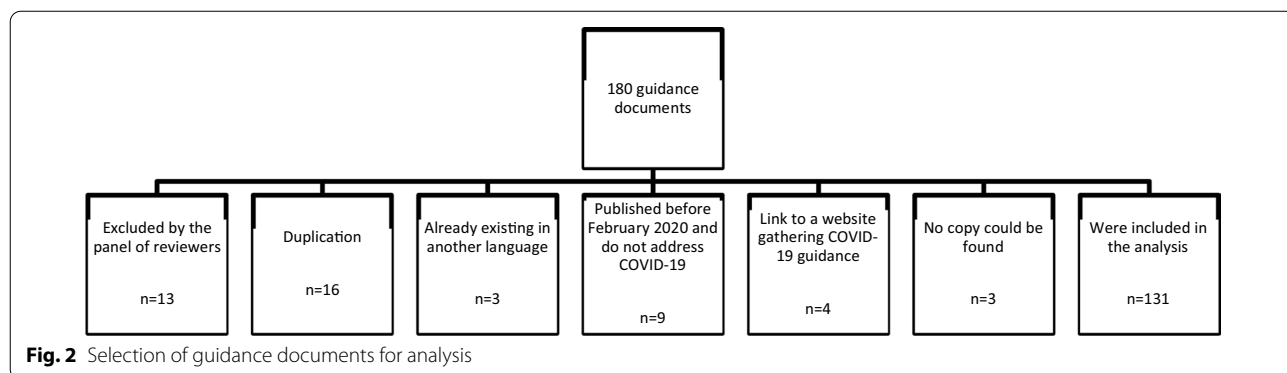 180 guidance
documents
Excluded by the
panel of reviewers
n=13
Duplication
n=16
Already existing in
another language
n=3
Published before
February 2020 and
do not address
COVID-19
n=9
Link to a website
gathering COVID-
19 guidance
n=4
No copy could be
found
n=3
Were included in
the analysis
n=131
Fig. 2 Selection of guidance documents for analysis